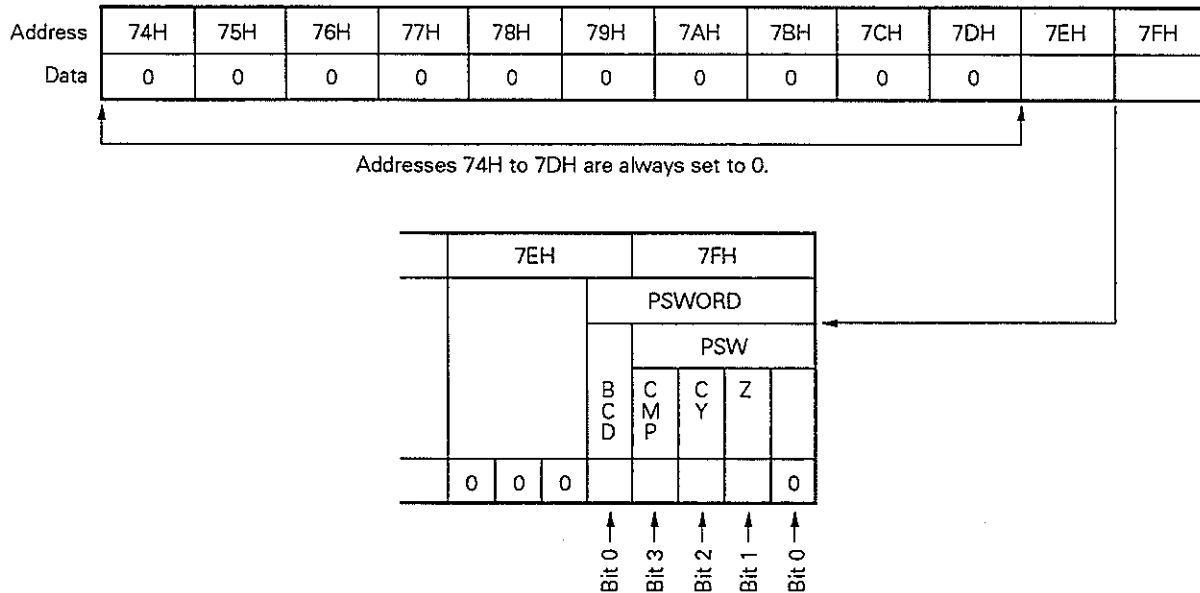 Address 74H 75H 76H 77H 78H 79H 7AH 7BH 7CH 7DH 7EH 7FH
Data 0 0 0 0 0 0 0 0 0 0
Addresses 74H to 7DH are always set to 0.
7EH 7FH
PSWORD
PSW
BCD CMP CY Z
0 0 0 0
Bit 0 Bit 3 Bit 2 Bit 1 Bit 0